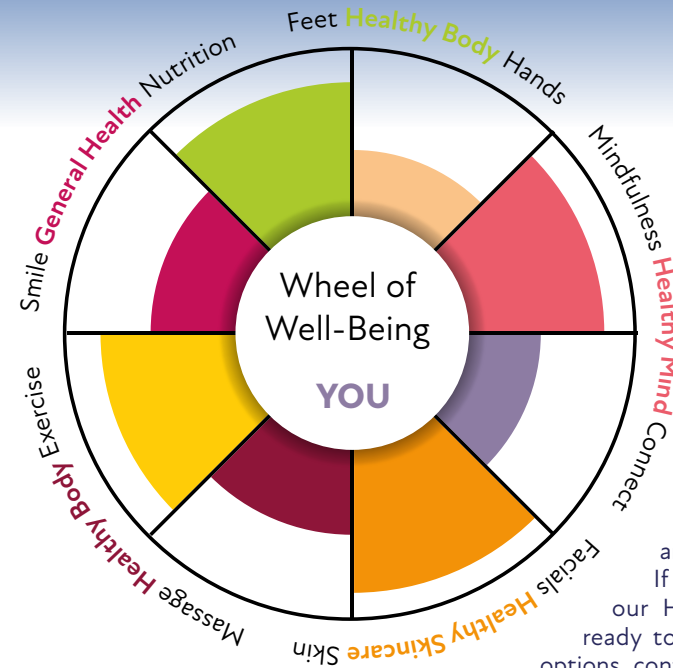 Feet Healthy Body Hands
Mindfulness Healthy Mind Connect
Facials Healthy Skincare Skin
Massage Healthy Body Exercise
Smile General Health Nutrition
Wheel of
Well-Being
YOU
If
our
ready to
options